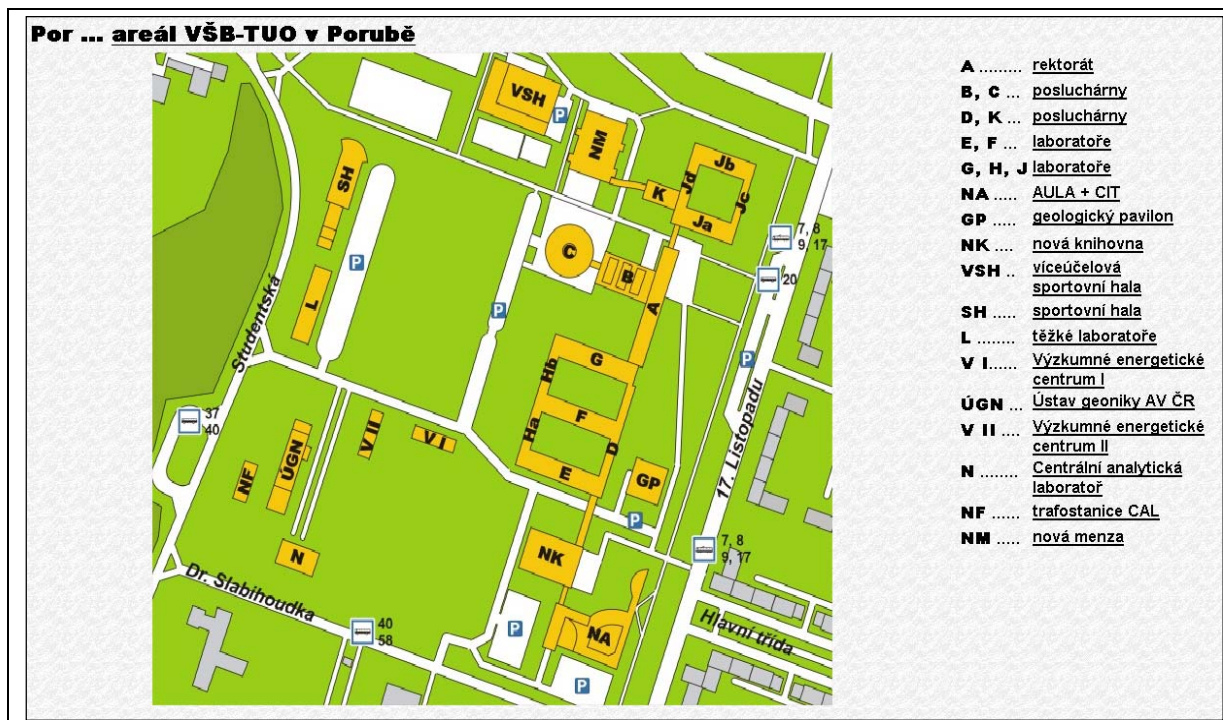 Por ... areál VŠB-TUO v Porubě
A ......... rektorát
B, C ... posluchárny
D, K ... posluchárny
E, F ... laboratoře
G, H, J laboratoře
NA ..... AULA + CIT
GP ..... geologický pavilon
NK ..... nová knihovna
VSH .. víceúčelová
sportovní hala
SH ..... sportovní hala
L ........ těžké laboratoře
V I...... Výzkumné energetické
centrum I
ÚGN ... Ústav geoniky AV ČR
V II .... Výzkumné energetické
centrum II
N ....... Centrální analytická
laboratoř
NF ...... trafostanice CAL
NM ..... nová menza
VSH
P
NM
Jb
SH
K
Jd
Jc
Ja
7, 8
9, 17
C
P
B
20
L
A
P
Studentská
G
Hb
P
37
40
V II
V I
F
Ha
D
17. Listopadu
ÚGN
NF
E
GP
P
N
NK
7, 8
9, 17
Dr. Slabihoudka
40
58
P
NA
Hlavní třída
P